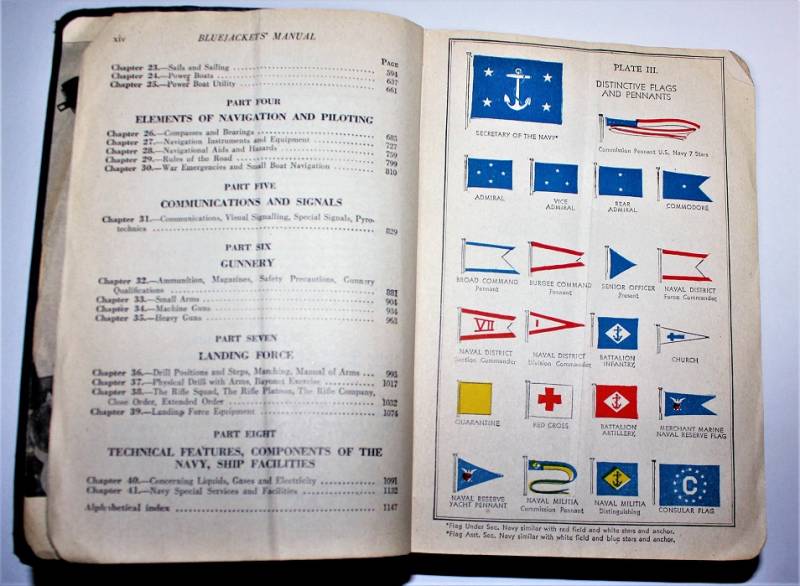 xiv BLUEJACKETS' MANUAL
Page
Chapter 23.—Sails and Sailing 594
Chapter 24.—Power Boats 637
Chapter 25.—Power Boat Utility 661
PART FOUR
ELEMENTS OF NAVIGATION AND PILOTING
Chapter 26.—Compasses and Bearings 685
Chapter 27.—Navigation Instruments and Equipment 727
Chapter 28.—Navigational Aids and Hazards 759
Chapter 29.—Rules of the Road 799
Chapter 30.—War Emergencies and Small Boat Navigation 810
PART FIVE
COMMUNICATIONS AND SIGNALS
Chapter 31.—Communications, Visual Signalling, Special Signals, Pyro-
technics 829
PART SIX
GUNNERY
Chapter 32.—Ammunition, Magazines, Safety Precautions, Gunnery
Qualifications 881
Chapter 33.—Small Arms 904
Chapter 34.—Machine Guns 934
Chapter 35.—Heavy Guns 963
PART SEVEN
LANDING FORCE
Chapter 36.—Drill Positions and Steps, Marching, Manual of Arms 993
Chapter 37.—Physical Drill with Arms, Bayonet Exercise 1017
Chapter 38.—The Rifle Squad, The Rifle Platoon, The Rifle Company,
Close Order, Extended Order 1032
Chapter 39.—Landing Force Equipment 1074
PART EIGHT
TECHNICAL FEATURES, COMPONENTS OF THE
NAVY, SHIP FACILITIES
Chapter 40.—Concerning Liquids, Gases and Electricity 1091
Chapter 41.—Navy Special Services and Facilities 1132
Alphabetical index 1147
PLATE III.
DISTINCTIVE FLAGS
AND PENNANTS
SECRETARY OF THE NAVY*
Commission Pennant U.S. Navy 7 Stars
ADMIRAL
VICE
ADMIRAL
REAR
ADMIRAL
COMMODORE
BROAD COMMAND
Pennant
BURGEE COMMAND
Pennant
SENIOR OFFICER
Present
NAVAL DISTRICT
Force Commander
VII
NAVAL DISTRICT
Section Commander
I
NAVAL DISTRICT
Division Commander
BATTALION
INFANTRY
CHURCH
QUARANTINE
RED CROSS
BATTALION
ARTILLERY
MERCHANT MARINE
NAVAL RESERVE FLAG
NAVAL RESERVE
YACHT PENNANT
NAVAL MILITIA
Commission Pennant
NAVAL MILITIA
Distinguishing
C
CONSULAR FLAG
*Flag Under Sec. Navy similar with red field and white stars and anchor.
*Flag Asst. Sec. Navy similar with white field and blue stars and anchor.